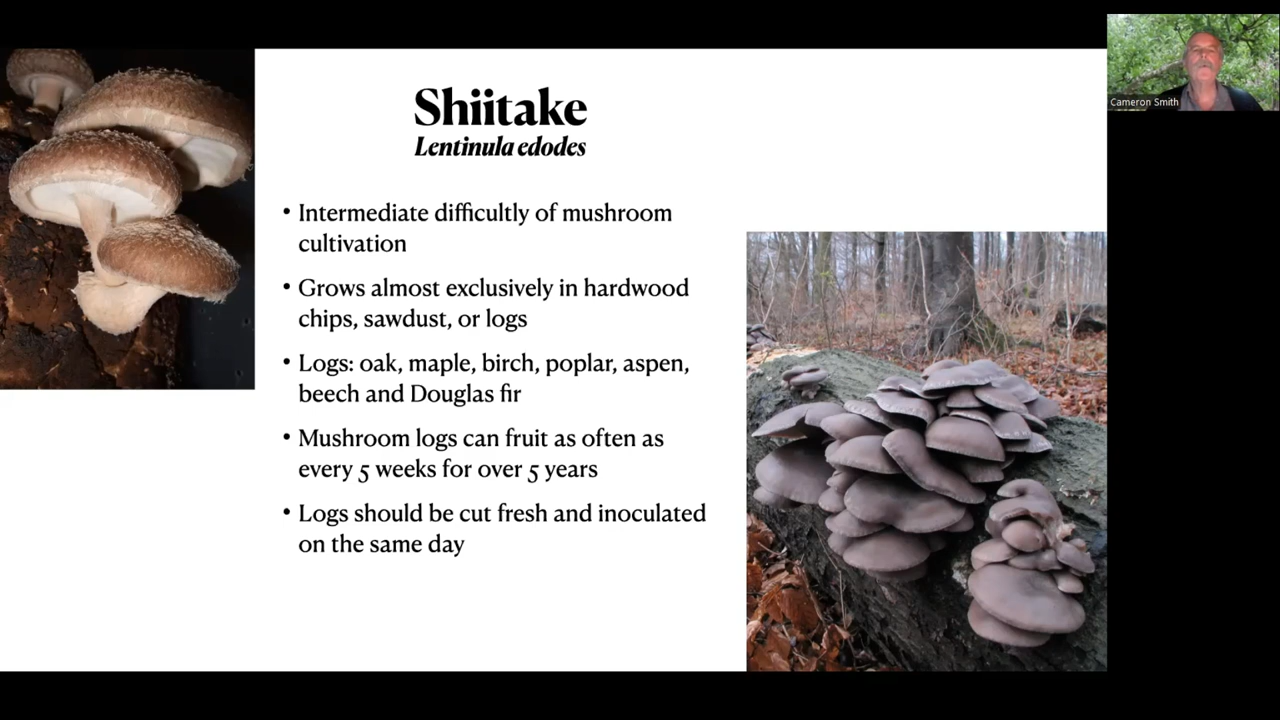 Shiitake
Lentinula edodes
• Intermediate difficultly of mushroom
cultivation
• Grows almost exclusively in hardwood
chips, sawdust, or logs
• Logs: oak, maple, birch, poplar, aspen,
beech and Douglas fir
• Mushroom logs can fruit as often as
every 5 weeks for over 5 years
• Logs should be cut fresh and inoculated
on the same day
Cameron Smith